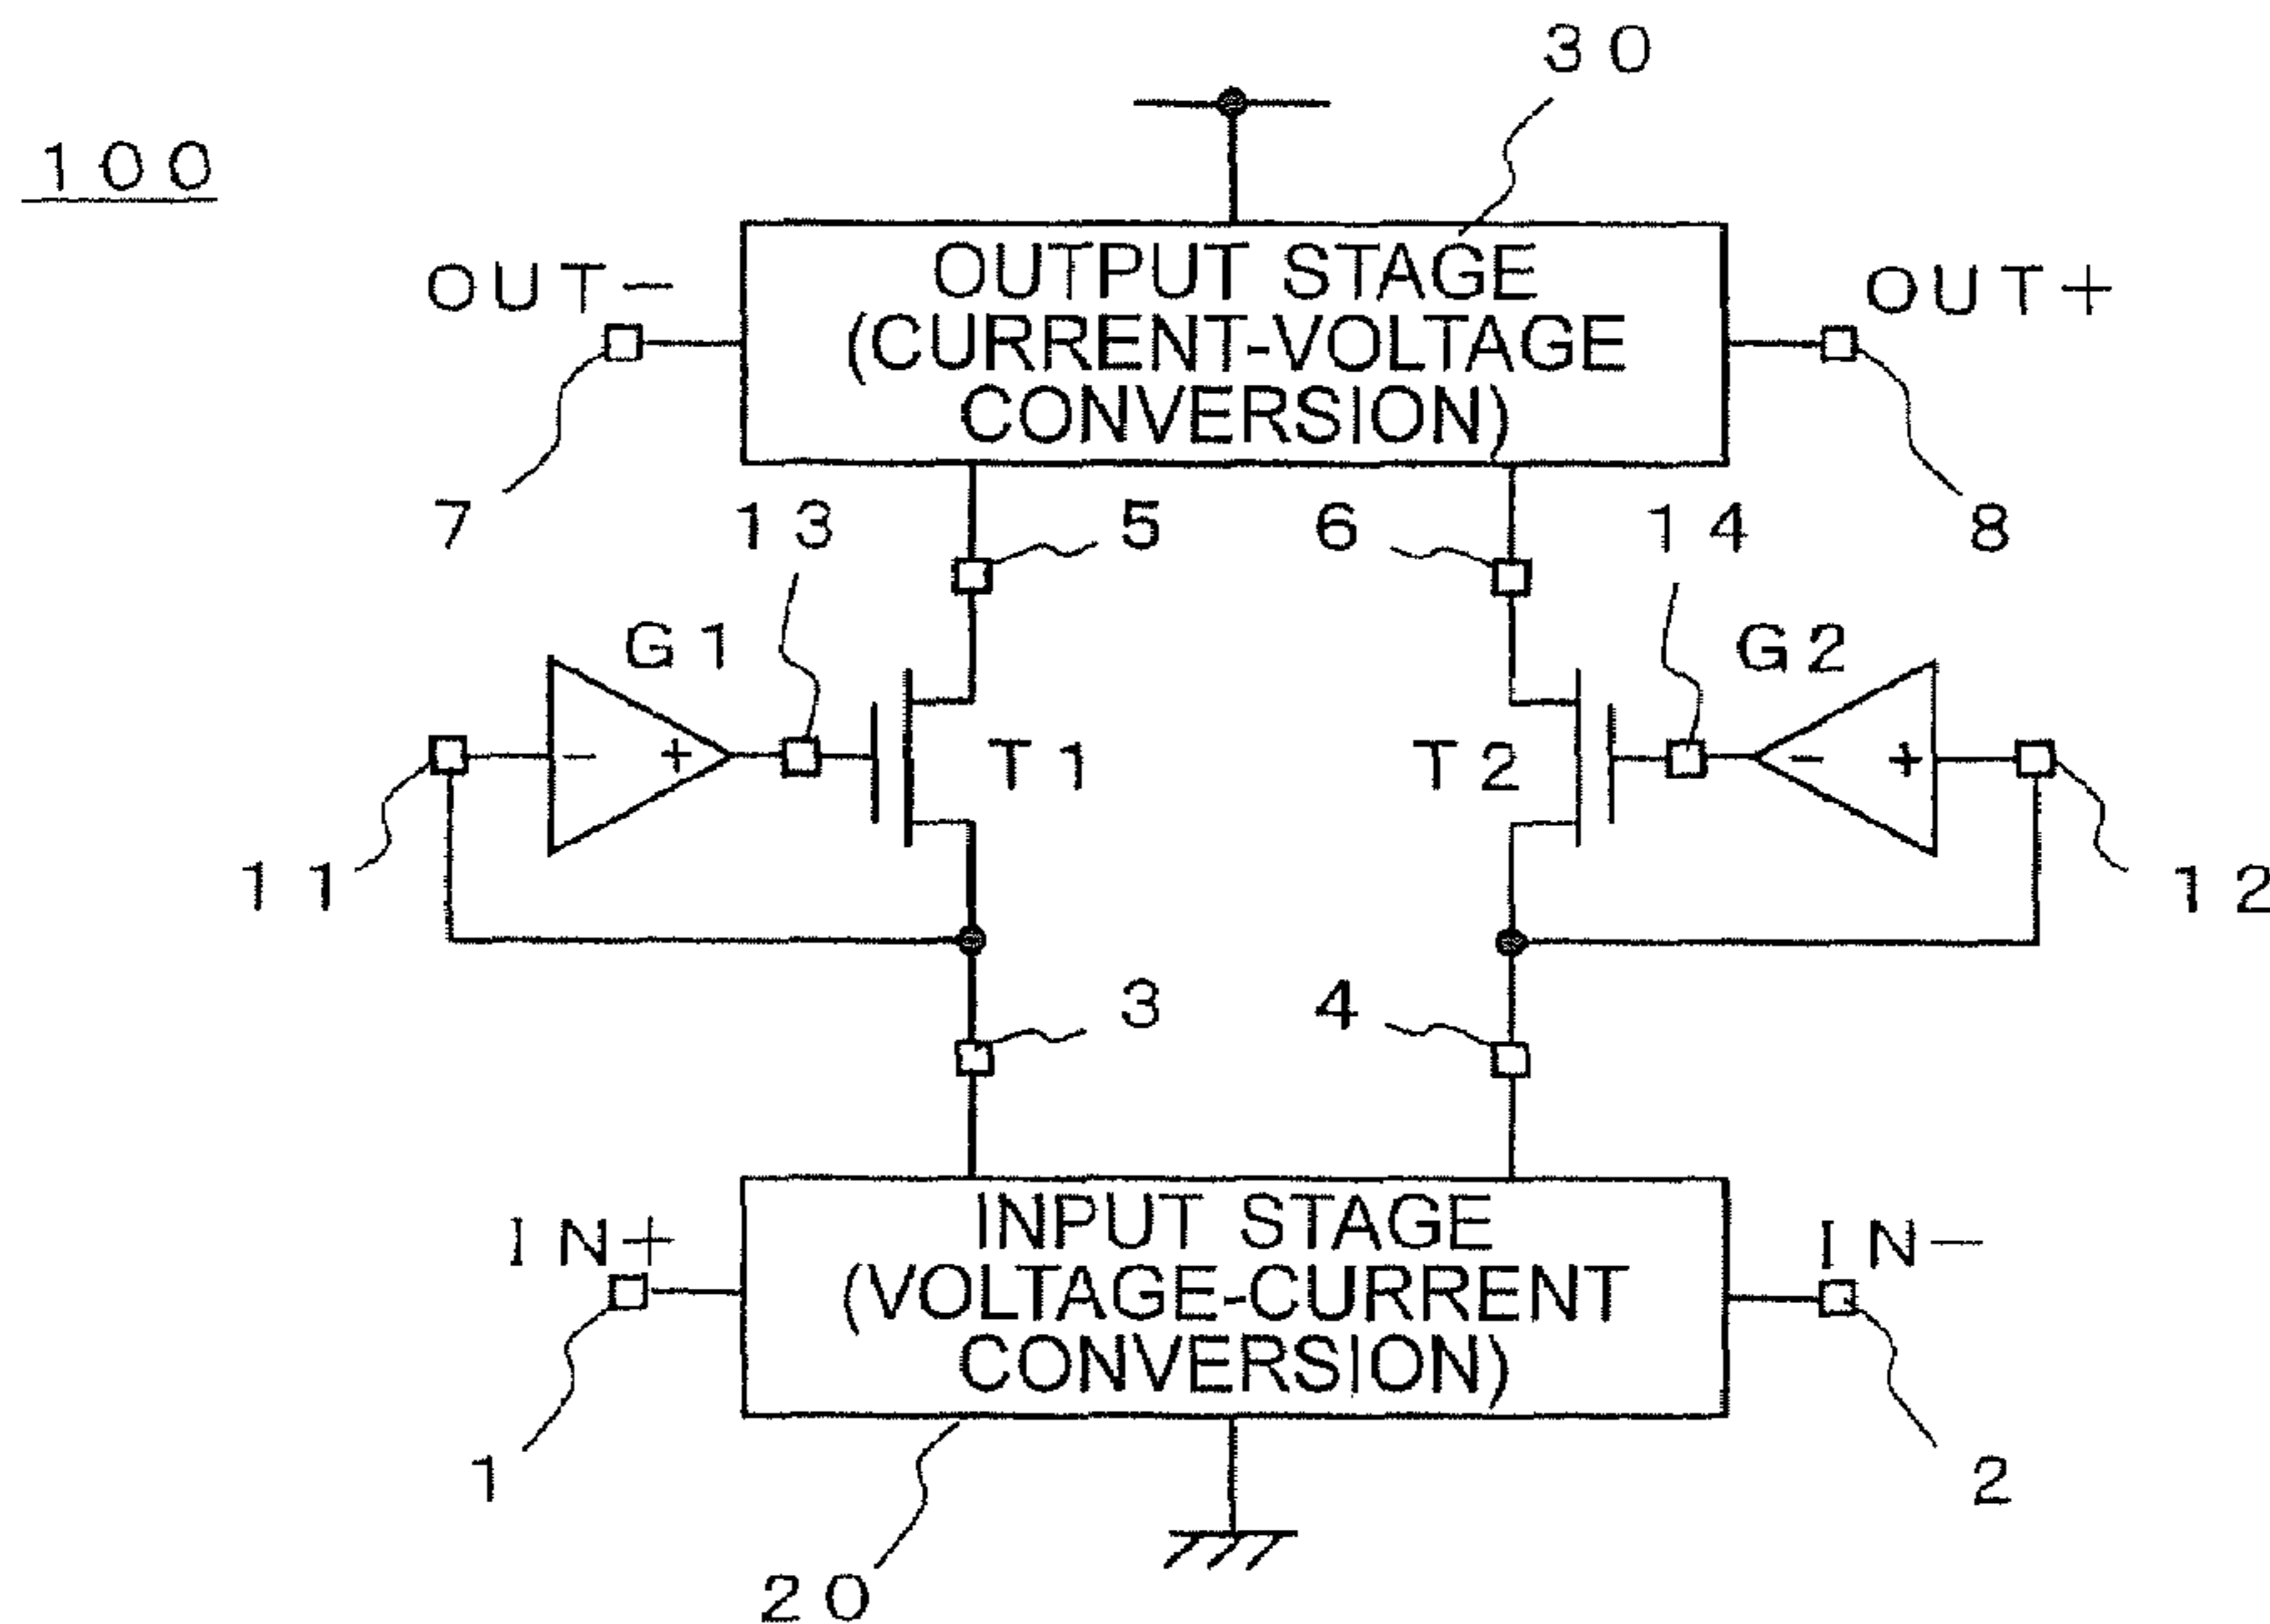 30
100
OUTPUT STAGE
(CURRENT-VOLTAGE
CONVERSION)
OUT-
OUT+
7
13
5
6
14
8
G1
G2
- +
T1
T2
- +
11
12
3
4
INPUT STAGE
(VOLTAGE-CURRENT
CONVERSION)
IN+
IN-
1
2
20